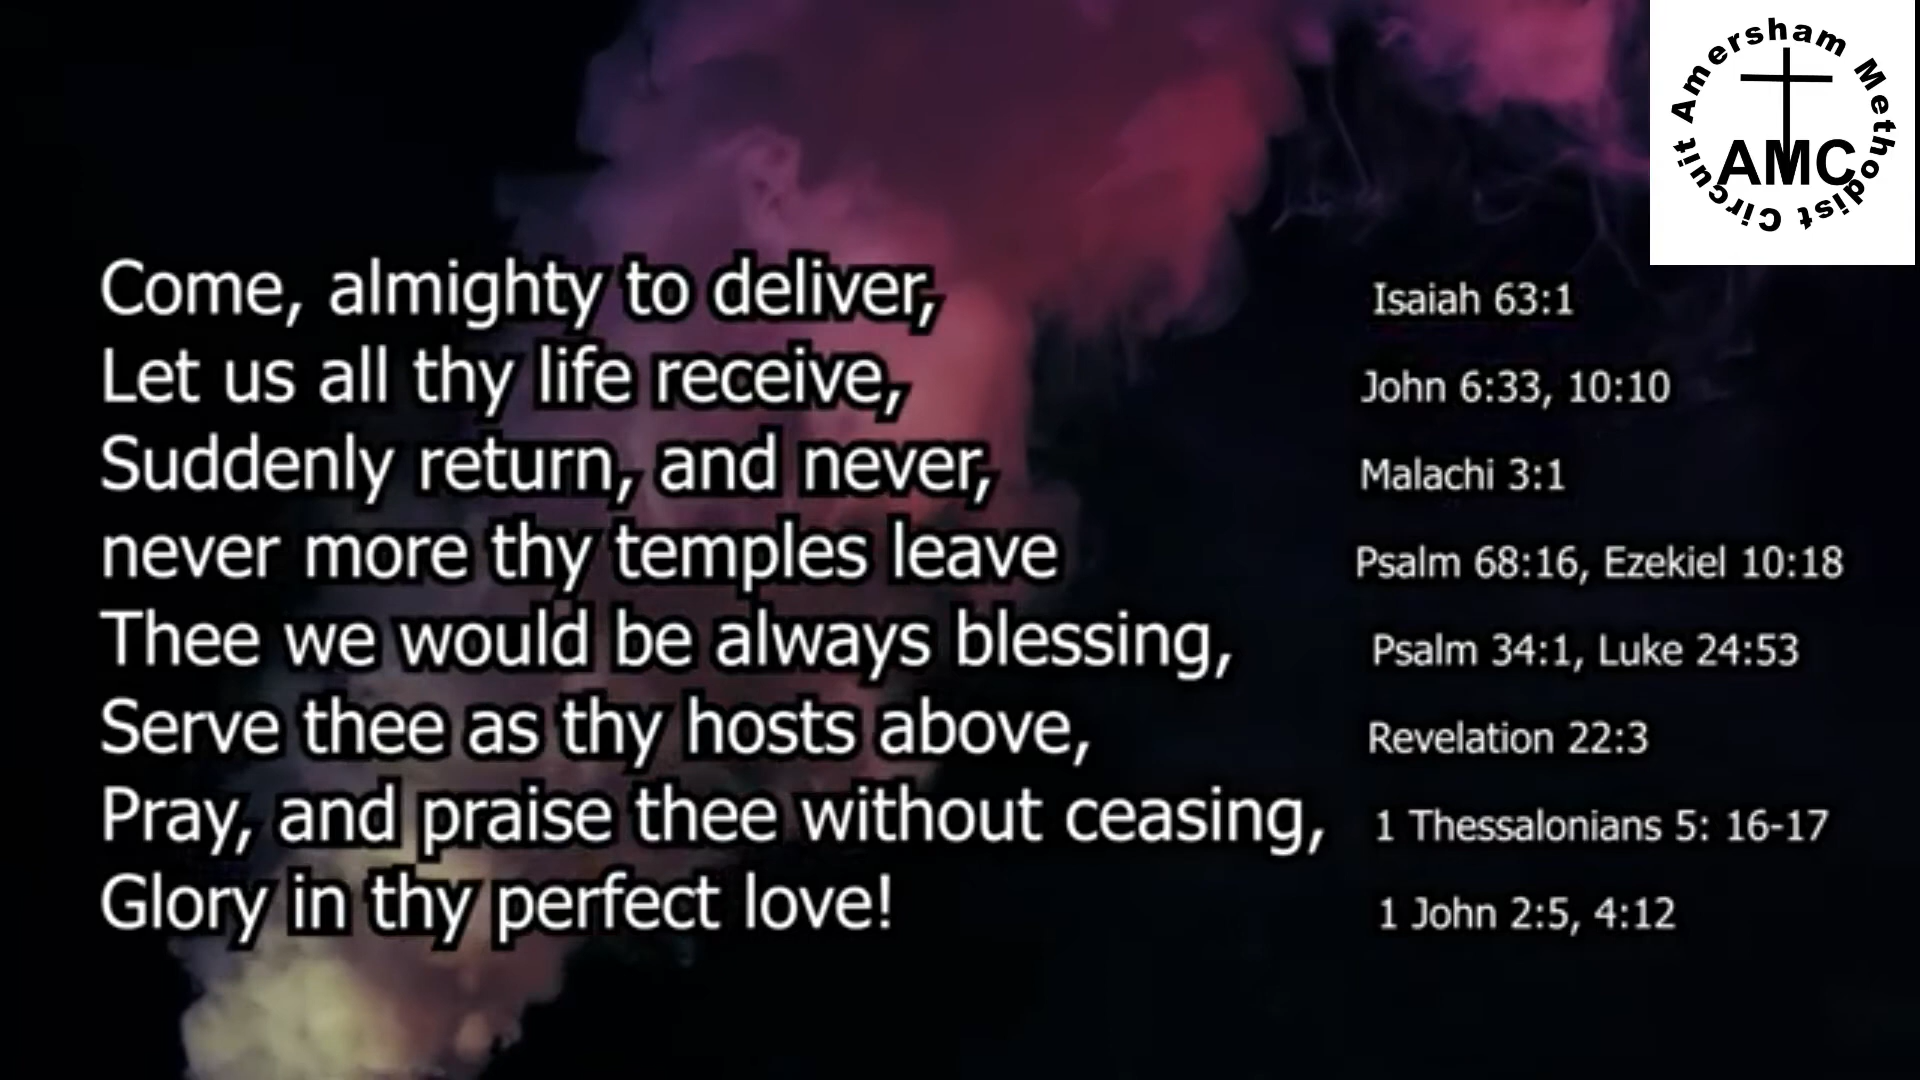 Amersham Methodist Circuit
AMC
Come, almighty to deliver, Isaiah 63:1
Let us all thy life receive, John 6:33, 10:10
Suddenly return, and never, Malachi 3:1
never more thy temples leave Psalm 68:16, Ezekiel 10:18
Thee we would be always blessing, Psalm 34:1, Luke 24:53
Serve thee as thy hosts above, Revelation 22:3
Pray, and praise thee without ceasing, 1 Thessalonians 5: 16-17
Glory in thy perfect love! 1 John 2:5, 4:12